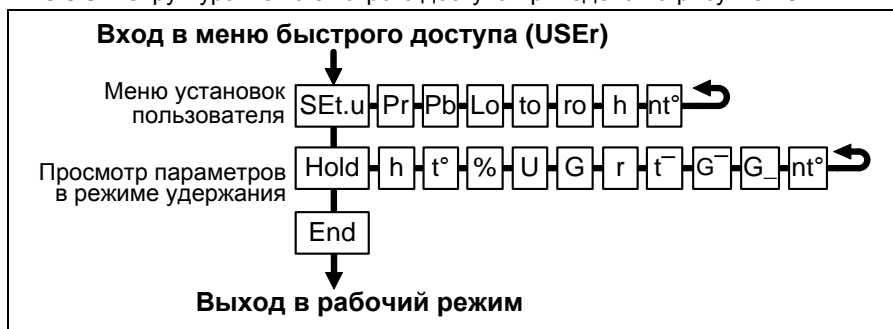 Вход в меню быстрого доступа (USEr)
Меню установок
пользователя
SEt.u Pr Pb Lo to ro h nt°
Просмотр параметров
в режиме удержания
Hold h t° % U G r t¯ G¯ G_ nt°
End
Выход в рабочий режим